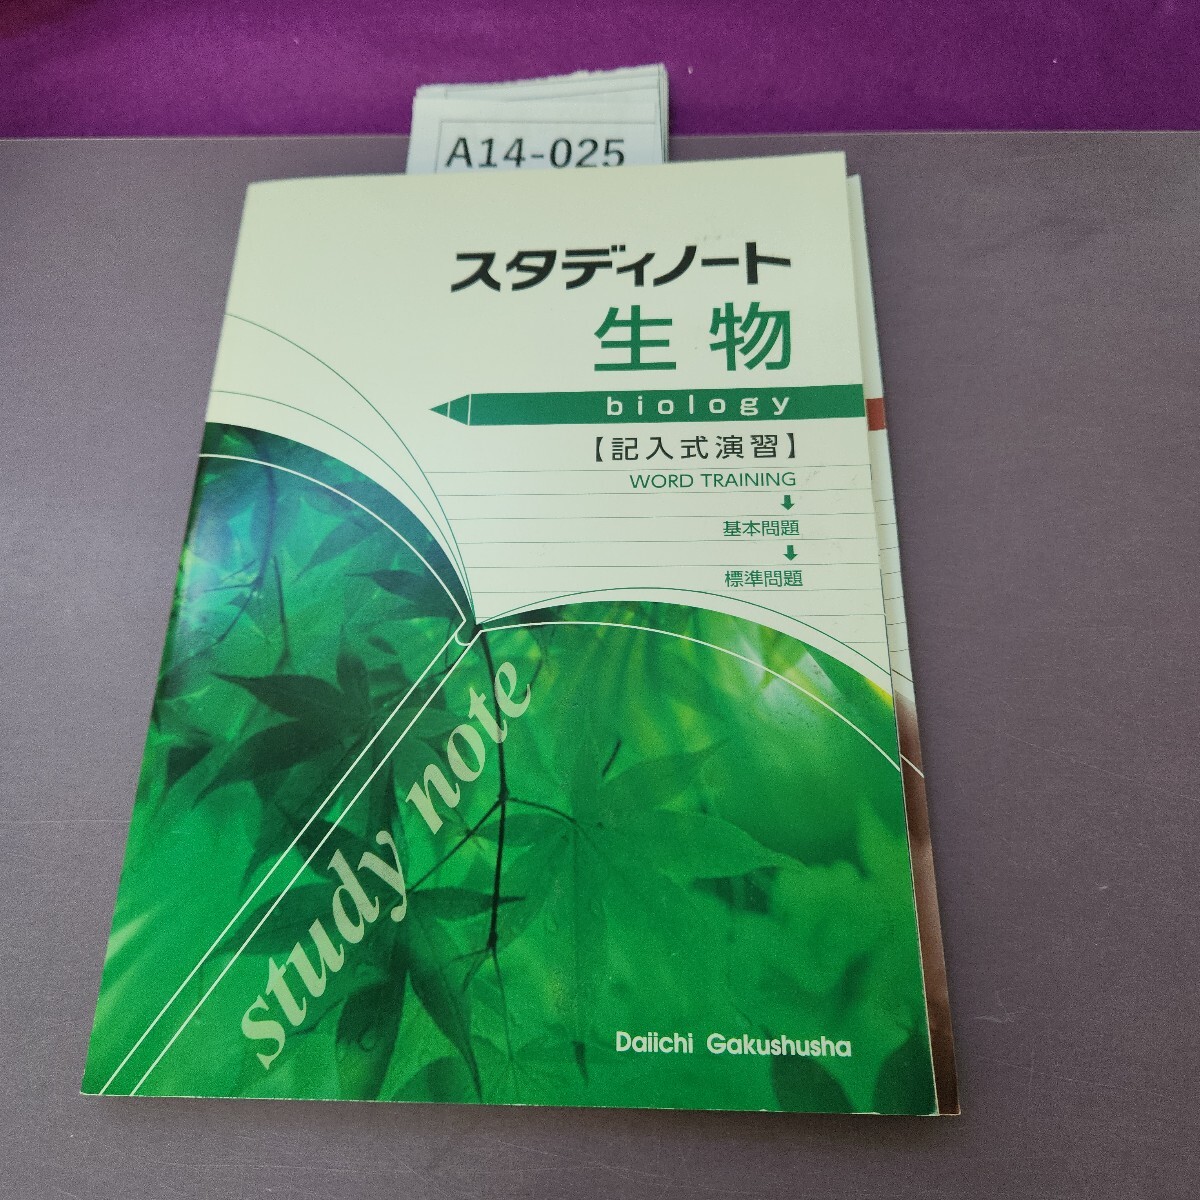 A14-025
スタディノート
生物
biology
【記入式演習】
WORD TRAINING
基本問題
標準問題
study note
Daiichi Gakushusha